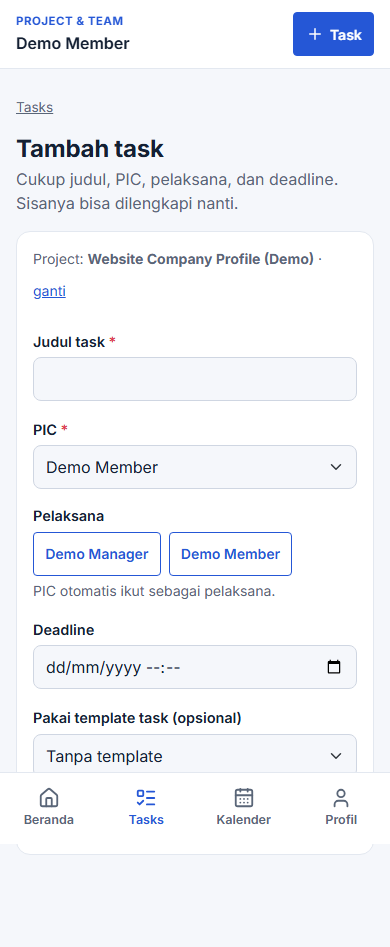 PROJECT & TEAM
Demo Member
+ Task
Tasks
Tambah task
Cukup judul, PIC, pelaksana, dan deadline.
Sisanya bisa dilengkapi nanti.
Project: Website Company Profile (Demo) ·
ganti
Judul task *
PIC *
Demo Member
Pelaksana
Demo Manager Demo Member
PIC otomatis ikut sebagai pelaksana.
Deadline
dd/mm/yyyy --:--
Pakai template task (opsional)
Tanpa template
Beranda Tasks Kalender Profil